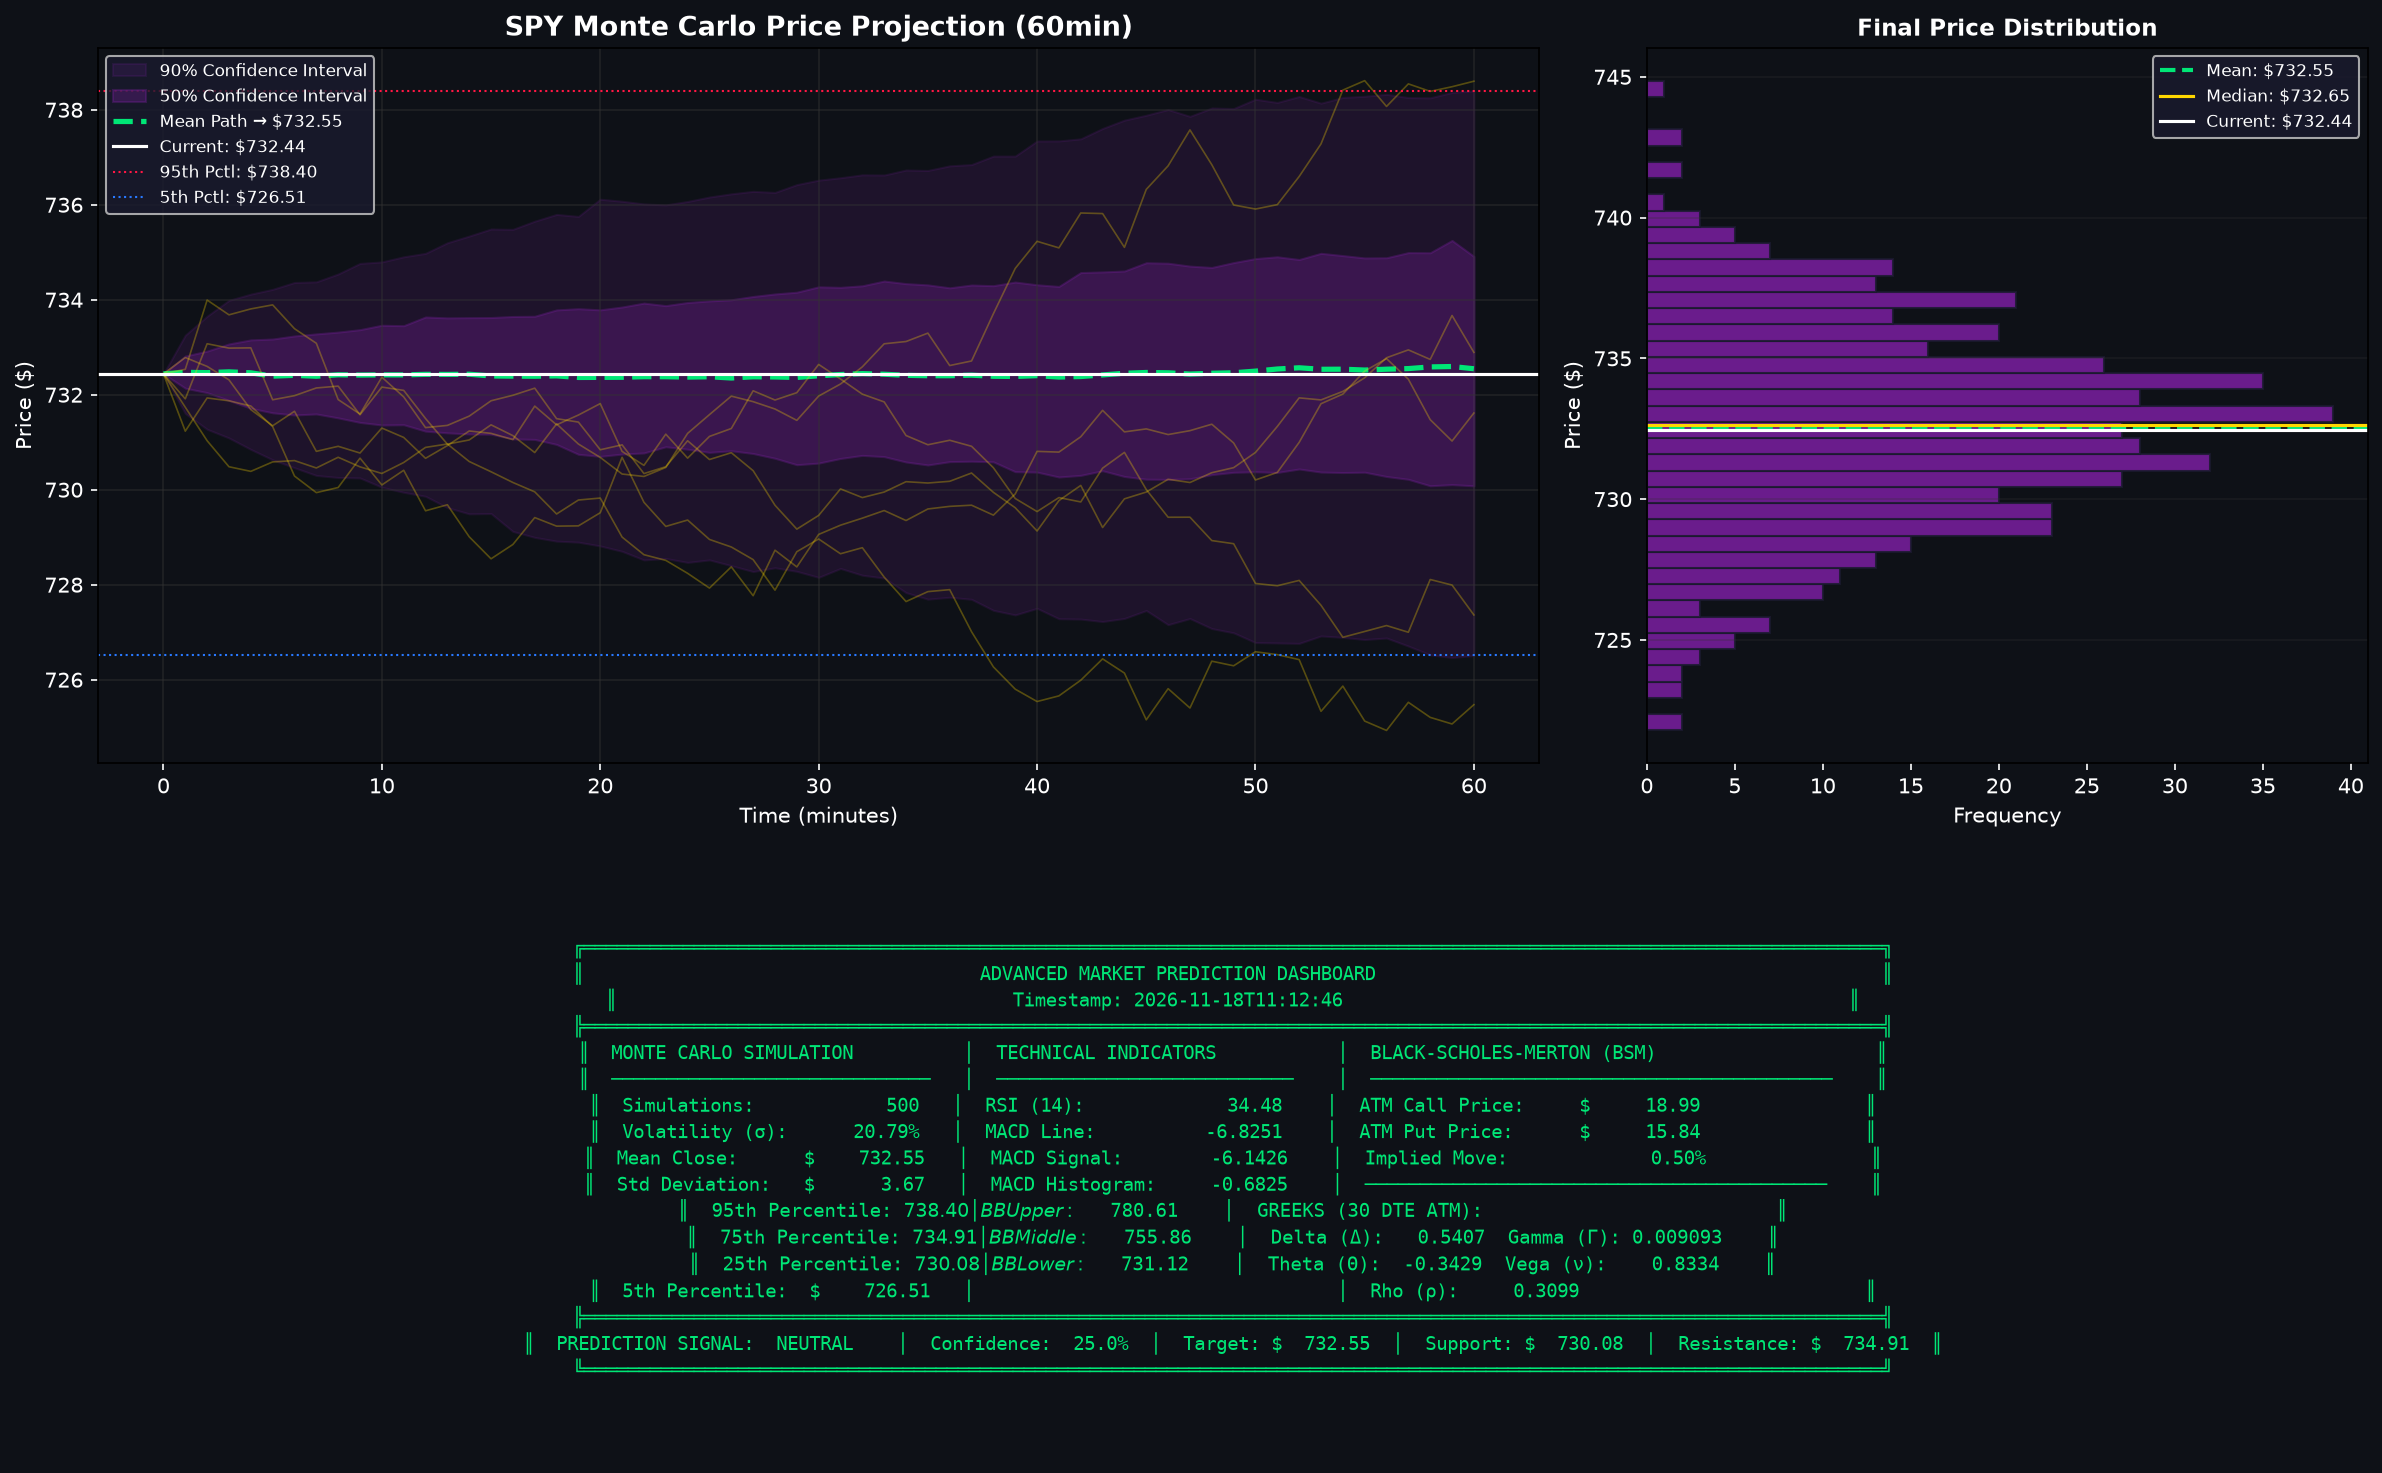 SPY Monte Carlo Price Projection (60min)
90% Confidence Interval
50% Confidence Interval
Mean Path → $732.55
Current: $732.44
95th Pctl: $738.40
5th Pctl: $726.51
738
736
734
732
730
728
726
Price ($)
0 10 20 30 40 50 60
Time (minutes)
Final Price Distribution
Mean: $732.55
Median: $732.65
Current: $732.44
745
740
735
730
725
Price ($)
0 5 10 15 20 25 30 35 40
Frequency
ADVANCED MARKET PREDICTION DASHBOARD
Timestamp: 2026-11-18T11:12:46
MONTE CARLO SIMULATION │ TECHNICAL INDICATORS │ BLACK-SCHOLES-MERTON (BSM)
Simulations: 500 │ RSI (14): 34.48 │ ATM Call Price: $ 18.99
Volatility (σ): 20.79% │ MACD Line: -6.8251 │ ATM Put Price: $ 15.84
Mean Close: $ 732.55 │ MACD Signal: -6.1426 │ Implied Move: 0.50%
Std Deviation: $ 3.67 │ MACD Histogram: -0.6825 │
95th Percentile: 738.40│BBUpper: 780.61 │ GREEKS (30 DTE ATM):
75th Percentile: 734.91│BBMiddle: 755.86 │ Delta (Δ): 0.5407 Gamma (Γ): 0.009093
25th Percentile: 730.08│BBLower: 731.12 │ Theta (Θ): -0.3429 Vega (ν): 0.8334
5th Percentile: $ 726.51 │ │ Rho (ρ): 0.3099
PREDICTION SIGNAL: NEUTRAL │ Confidence: 25.0% │ Target: $ 732.55 │ Support: $ 730.08 │ Resistance: $ 734.91